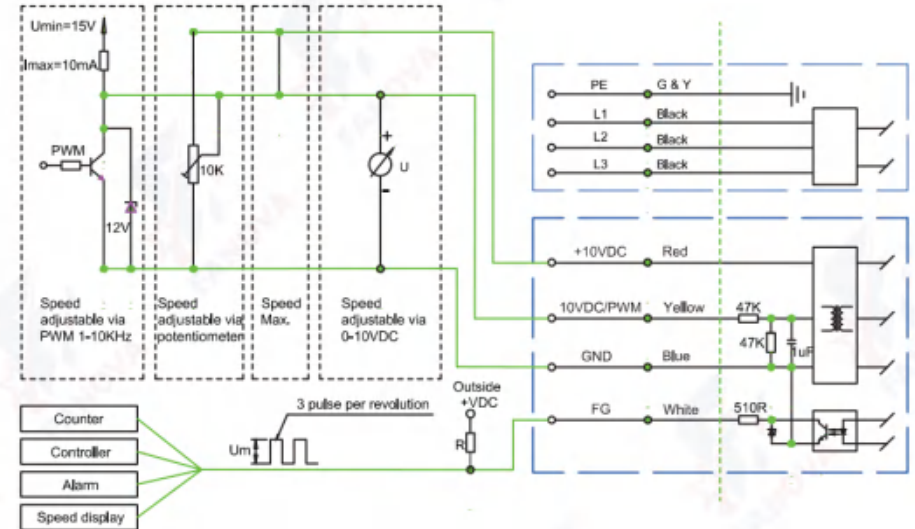 Umin=15V
Imax=10mA
PWM
12V
10K
+
U
-
Speed
adjustable via
PWM 1-10KHz
Speed
adjustable via
potentiometer
Speed
Max.
Speed
adjustable via
0-10VDC
PE
G & Y
L1
Black
L2
Black
L3
Black
+10VDC
Red
10VDC/PWM
Yellow
47K
47K
1uF
GND
Blue
FG
White
510R
Outside
+VDC
R
3 pulse per revolution
Um
Counter
Controller
Alarm
Speed display